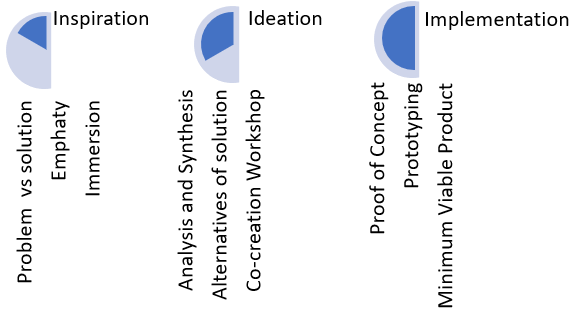 Inspiration
Problem vs solution
Emphaty
Immersion
Ideation
Analysis and Synthesis
Alternatives of solution
Co-creation Workshop
Implementation
Proof of Concept
Prototyping
Minimum Viable Product